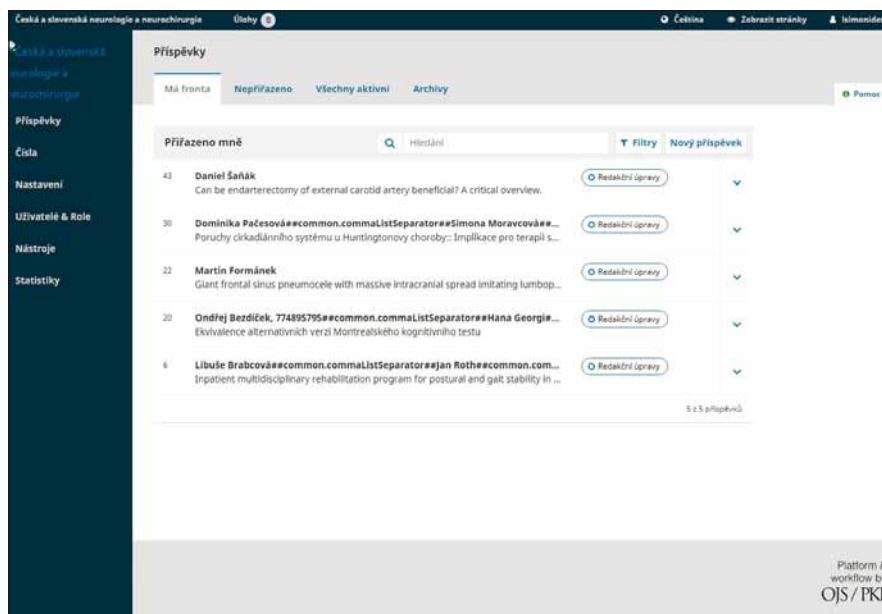 Česká a slovenská neurologie a neurochirurgie
Úlohy 0
Čeština
Zobrazit stránky
Česká a slovenská
neurologie a
neurochirurgie
Příspěvky
Čísla
Nastavení
Uživatelé & Role
Nástroje
Statistiky
Příspěvky
Má fronta
Nepřiřazeno
Všechny aktivní
Archivy
Pomoc
Přiřazeno mně
Hledání
Filtry
Nový příspěvek
43 Daniel Šaňák
Redakční úpravy
Can be endarterectomy of external carotid artery beneficial? A critical overview.
30 Dominika Pačesová##common.commaListSeparator##Simona Moravcová##...
Redakční úpravy
Poruchy cirkadiánního systému u Huntingtonovy choroby:: Implikace pro terapii s...
22 Martin Formánek
Redakční úpravy
Giant frontal sinus pneumocele with massive intracranial spread imitating lumbop...
20 Ondřej Bezdíček, 774895795##common.commaListSeparator##Hana Georgi#...
Redakční úpravy
Ekvivalence alternativních verzí Montrealského kognitivního testu
6 Libuše Brabcová##common.commaListSeparator##Jan Roth##common.com...
Redakční úpravy
Inpatient multidisciplinary rehabilitation program for postural and gait stability in ...
5 z 5 příspěvků
Platform &
workflow b
OJS / PK